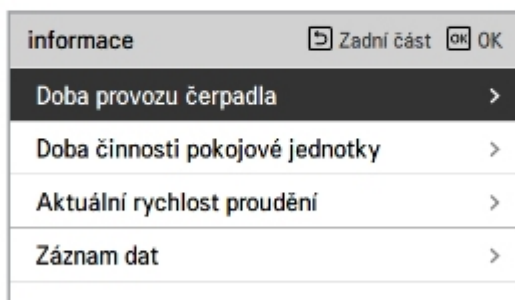 informace Zadní část OK OK
Doba provozu čerpadla
Doba činnosti pokojové jednotky
Aktuální rychlost proudění
Záznam dat